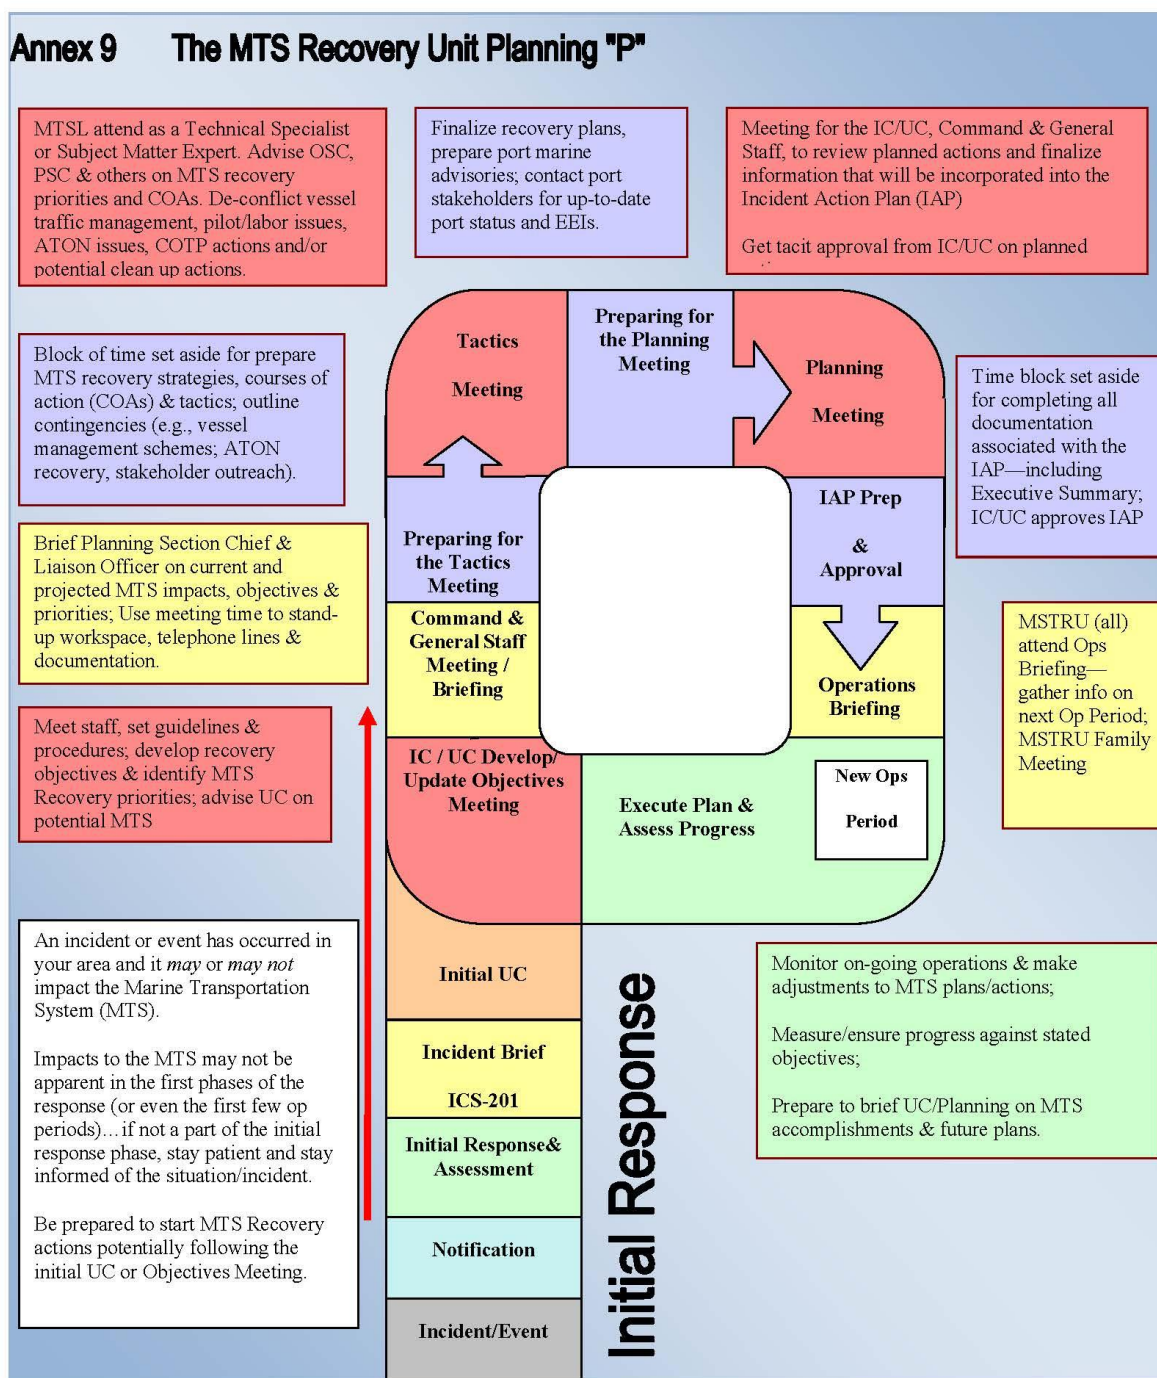 Annex 9 The MTS Recovery Unit Planning "P"
MTSL attend as a Technical Specialist
or Subject Matter Expert. Advise OSC,
PSC & others on MTS recovery
priorities and COAs. De-conflict vessel
traffic management, pilot/labor issues,
ATON issues, COTP actions and/or
potential clean up actions.
Finalize recovery plans,
prepare port marine
advisories; contact port
stakeholders for up-to-date
port status and EEIs.
Meeting for the IC/UC, Command & General
Staff, to review planned actions and finalize
information that will be incorporated into the
Incident Action Plan (IAP)
Get tacit approval from IC/UC on planned
Block of time set aside for prepare
MTS recovery strategies, courses of
action (COAs) & tactics; outline
contingencies (e.g., vessel
management schemes; ATON
recovery, stakeholder outreach).
Tactics
Meeting
Preparing for
the Planning
Meeting
Planning
Meeting
Time block set aside
for completing all
documentation
associated with the
IAP—including
Executive Summary;
IC/UC approves IAP
Brief Planning Section Chief &
Liaison Officer on current and
projected MTS impacts, objectives &
priorities; Use meeting time to stand-
up workspace, telephone lines &
documentation.
Preparing for
the Tactics
Meeting
IAP Prep
&
Approval
Command &
General Staff
Meeting /
Briefing
Operations
Briefing
MSTRU (all)
attend Ops
Briefing—
gather info on
next Op Period;
MSTRU Family
Meeting
Meet staff, set guidelines &
procedures; develop recovery
objectives & identify MTS
Recovery priorities; advise UC on
potential MTS
IC / UC Develop/
Update Objectives
Meeting
Execute Plan &
Assess Progress
New Ops
Period
An incident or event has occurred in
your area and it may or may not
impact the Marine Transportation
System (MTS).
Impacts to the MTS may not be
apparent in the first phases of the
response (or even the first few op
periods)…if not a part of the initial
response phase, stay patient and stay
informed of the situation/incident.
Be prepared to start MTS Recovery
actions potentially following the
initial UC or Objectives Meeting.
Initial UC
Incident Brief
ICS-201
Initial Response&
Assessment
Notification
Incident/Event
Initial Response
Monitor on-going operations & make
adjustments to MTS plans/actions;
Measure/ensure progress against stated
objectives;
Prepare to brief UC/Planning on MTS
accomplishments & future plans.